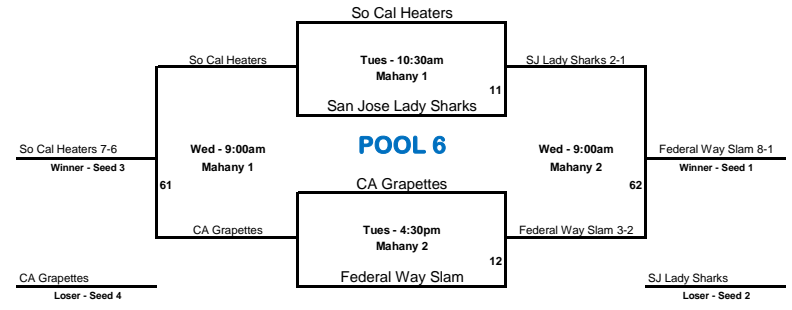 So Cal Heaters
So Cal Heaters
Tues - 10:30am
SJ Lady Sharks 2-1
Mahany 1
11
San Jose Lady Sharks
So Cal Heaters 7-6
Wed - 9:00am
POOL 6
Wed - 9:00am
Federal Way Slam 8-1
Winner - Seed 3
Mahany 1
Mahany 2
Winner - Seed 1
61
CA Grapettes
62
CA Grapettes
Tues - 4:30pm
Federal Way Slam 3-2
Mahany 2
12
CA Grapettes
Federal Way Slam
SJ Lady Sharks
Loser - Seed 4
Loser - Seed 2